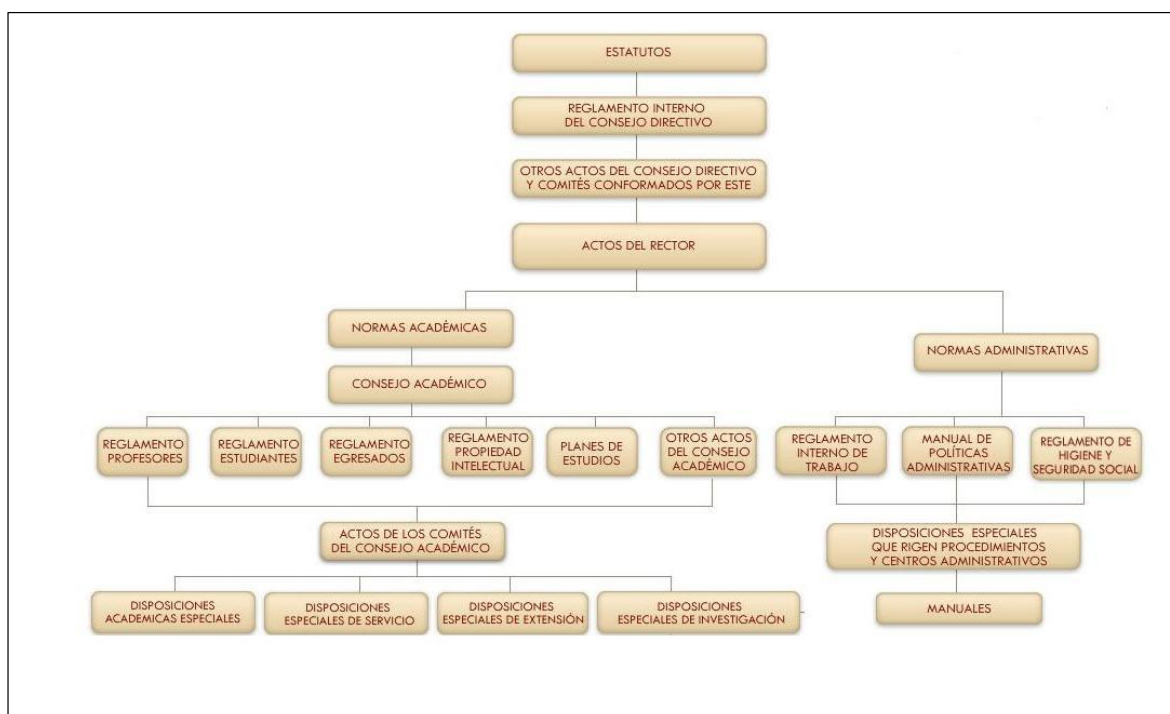 ESTATUTOS
REGLAMENTO INTERNO
DEL CONSEJO DIRECTIVO
OTROS ACTOS DEL CONSEJO DIRECTIVO
Y COMITÉS CONFORMADOS POR ESTE
ACTOS DEL RECTOR
NORMAS ACADÉMICAS
NORMAS ADMINISTRATIVAS
CONSEJO ACADÉMICO
REGLAMENTO
PROFESORES
REGLAMENTO
ESTUDIANTES
REGLAMENTO
EGRESADOS
REGLAMENTO
PROPIEDAD
INTELECTUAL
PLANES DE
ESTUDIOS
OTROS ACTOS
DEL CONSEJO
ACADÉMICO
REGLAMENTO
INTERNO DE
TRABAJO
MANUAL DE
POLÍTICAS
ADMINISTRATIVAS
REGLAMENTO DE
HIGIENE Y
SEGURIDAD SOCIAL
ACTOS DE LOS COMITÉS
DEL CONSEJO ACADÉMICO
DISPOSICIONES ESPECIALES
QUE RIGEN PROCEDIMIENTOS
Y CENTROS ADMINISTRATIVOS
DISPOSICIONES
ACADEMICAS ESPECIALES
DISPOSICIONES
ESPECIALES DE SERVICIO
DISPOSICIONES
ESPECIALES DE EXTENSIÓN
DISPOSICIONES
ESPECIALES DE INVESTIGACIÓN
MANUALES